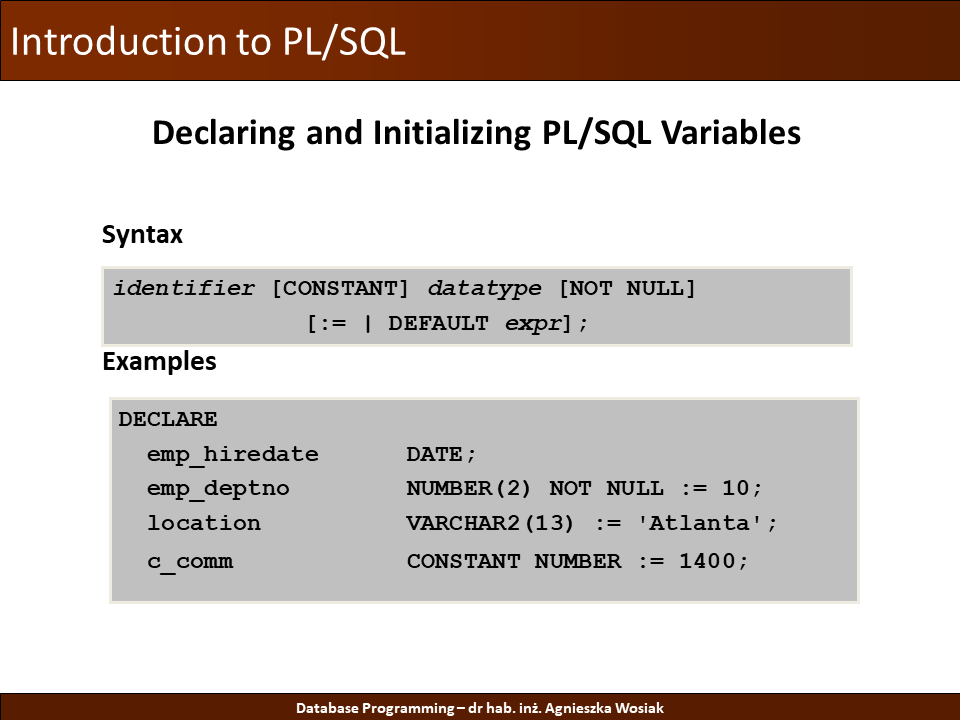 Introduction to PL/SQL
Declaring and Initializing PL/SQL Variables
Syntax
identifier [CONSTANT] datatype [NOT NULL]
[:= | DEFAULT expr];
Examples
DECLARE
emp_hiredate DATE;
emp_deptno NUMBER(2) NOT NULL := 10;
location VARCHAR2(13) := 'Atlanta';
c_comm CONSTANT NUMBER := 1400;
Database Programming – dr hab. inż. Agnieszka Wosiak